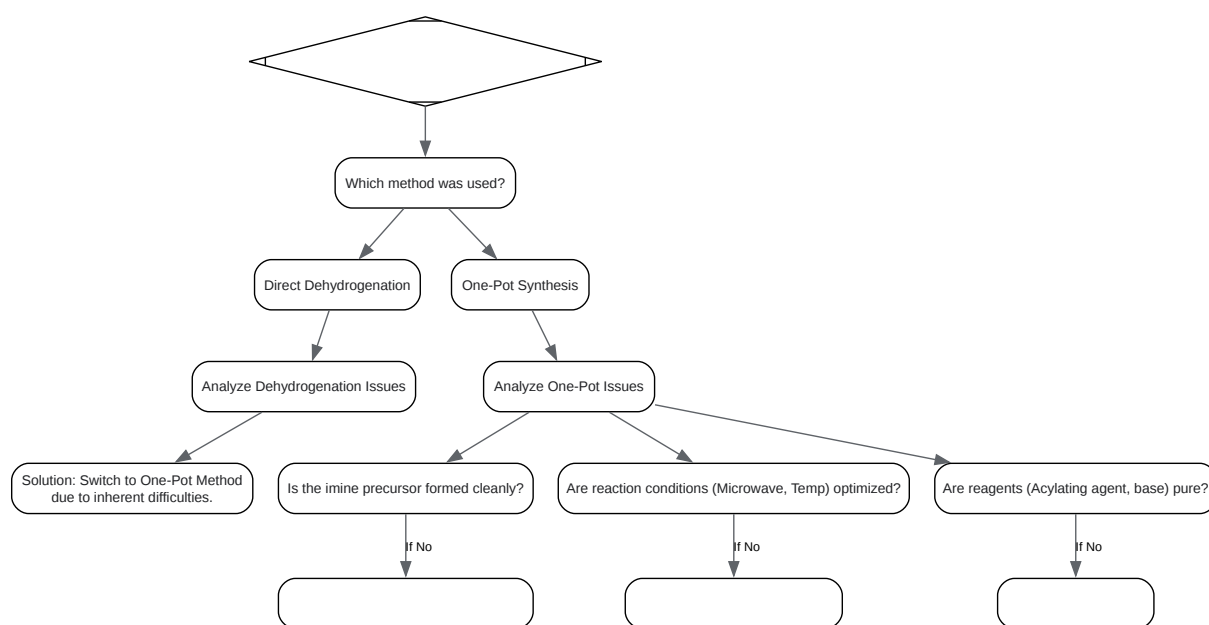 Which method was used?
Direct Dehydrogenation
One-Pot Synthesis
Analyze Dehydrogenation Issues
Analyze One-Pot Issues
Solution: Switch to One-Pot Method
due to inherent difficulties.
Is the imine precursor formed cleanly?
Are reaction conditions (Microwave, Temp) optimized?
Are reagents (Acylating agent, base) pure?
If No
If No
If No